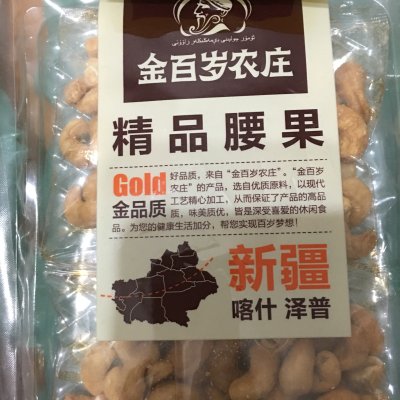 金百岁农庄
精品腰果
Gold
金品质
好品质，来自“金百岁农庄”。“金百岁
农庄”的产品，选自优质原料，以现代
工艺精心加工，从而保证了产品的高品
质，味美质优，皆是深受喜爱的休闲食
品。为您的健康生活加分，帮您实现百岁梦想！
新疆
喀什 泽普